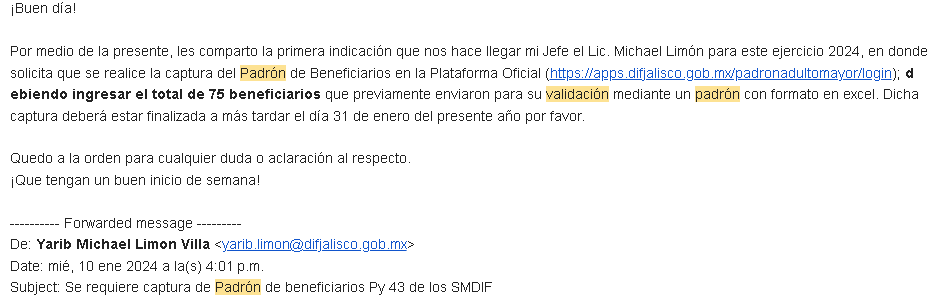 ¡Buen día!
Por medio de la presente, les comparto la primera indicación que nos hace llegar mi Jefe el Lic. Michael Limón para este ejercicio 2024, en donde
solicita que se realice la captura del Padrón de Beneficiarios en la Plataforma Oficial (https://apps.difjalisco.gob.mx/padronadultomayor/login); d
ebiendo ingresar el total de 75 beneficiarios que previamente enviaron para su validación mediante un padrón con formato en excel. Dicha
captura deberá estar finalizada a más tardar el día 31 de enero del presente año por favor.
Quedo a la orden para cualquier duda o aclaración al respecto.
¡Que tengan un buen inicio de semana!
---------- Forwarded message ---------
De: Yarib Michael Limon Villa <yarib.limon@difjalisco.gob.mx>
Date: mié, 10 ene 2024 a la(s) 4:01 p.m.
Subject: Se requiere captura de Padrón de beneficiarios Py 43 de los SMDIF